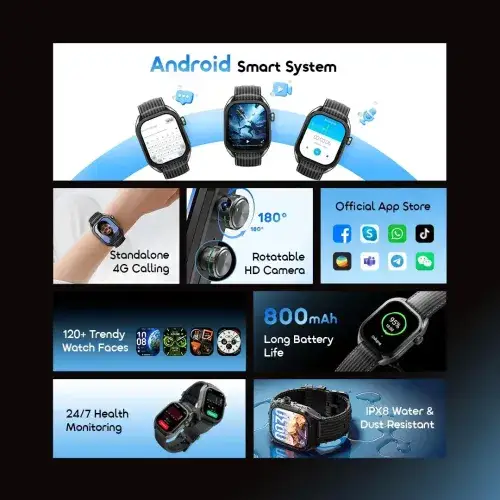 Android Smart System
Standalone
4G Calling
180°
180°
Rotatable
HD Camera
Official App Store
120+ Trendy
Watch Faces
800mAh
Long Battery
Life
95%
24/7 Health
Monitoring
IPX8 Water &
Dust Resistant